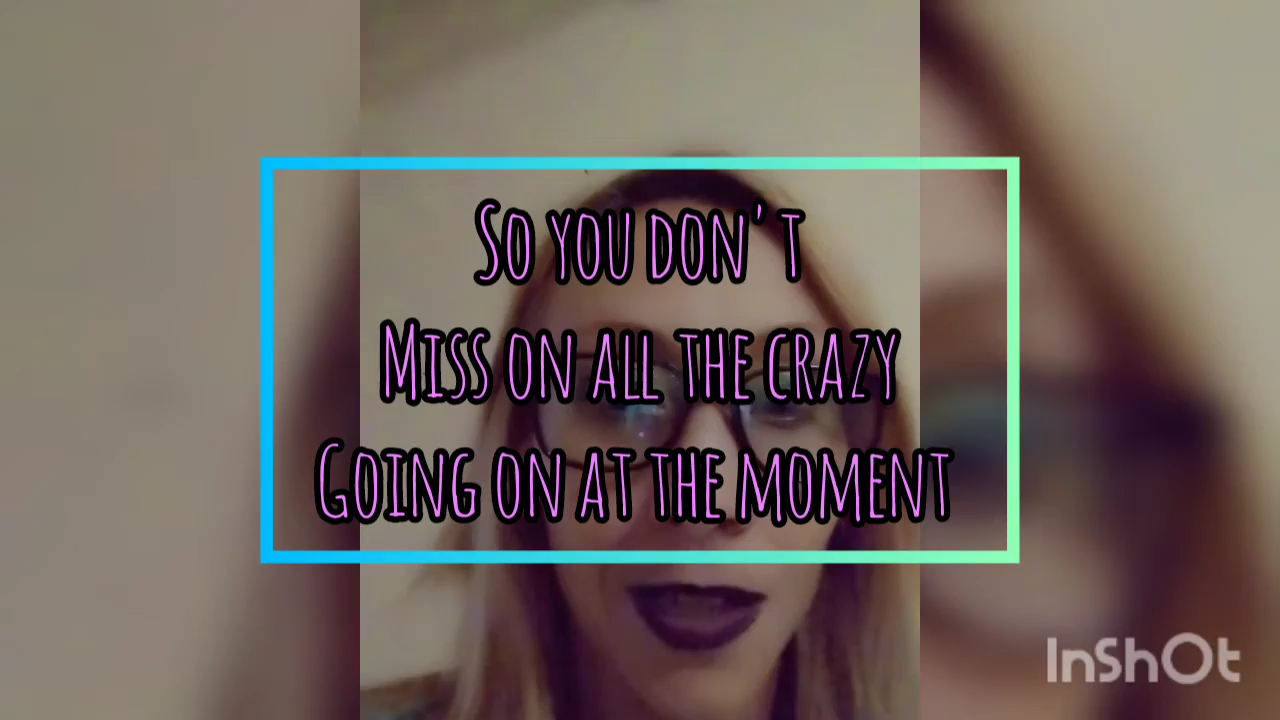 So you don't
Miss on all the crazy
Going on at the moment
InShOt